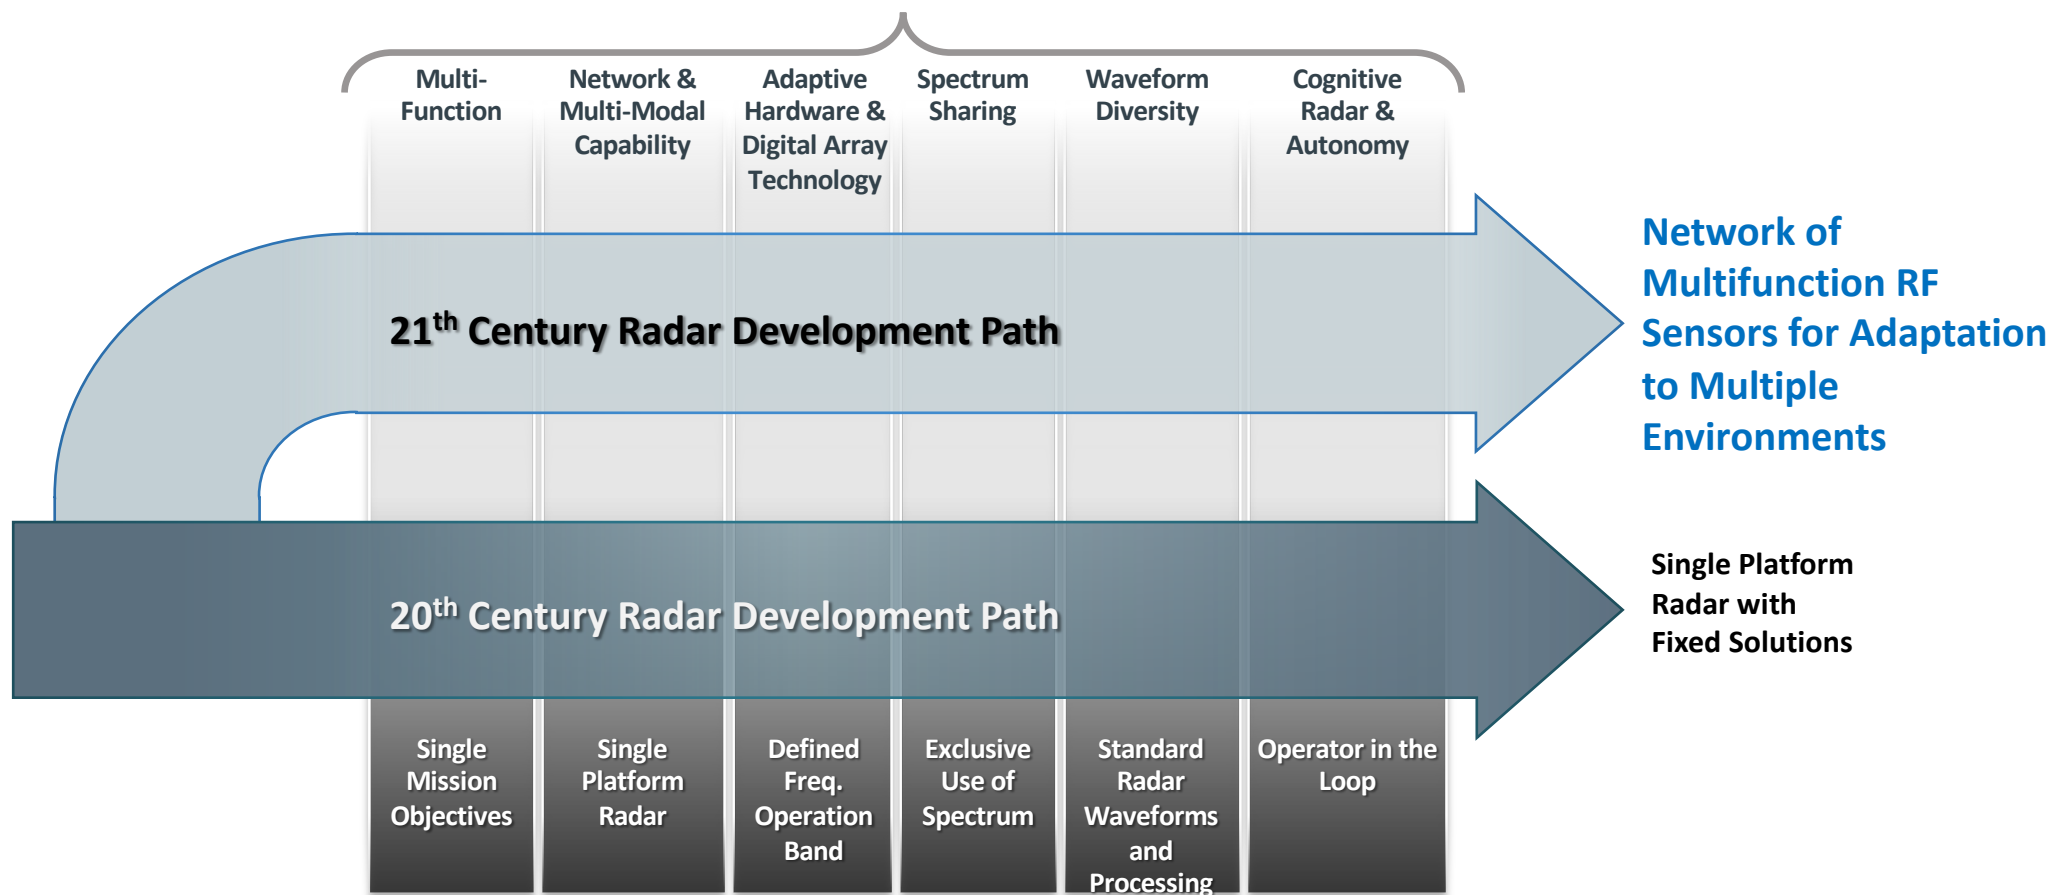 Multi-
Function
Network &
Multi-Modal
Capability
Adaptive
Hardware &
Digital Array
Technology
Spectrum
Sharing
Waveform
Diversity
Cognitive
Radar &
Autonomy
21th Century Radar Development Path
Network of
Multifunction RF
Sensors for Adaptation
to Multiple
Environments
20th Century Radar Development Path
Single Platform
Radar with
Fixed Solutions
Single
Mission
Objectives
Single
Platform
Radar
Defined
Freq.
Operation
Band
Exclusive
Use of
Spectrum
Standard
Radar
Waveforms
and
Processing
Operator in the
Loop